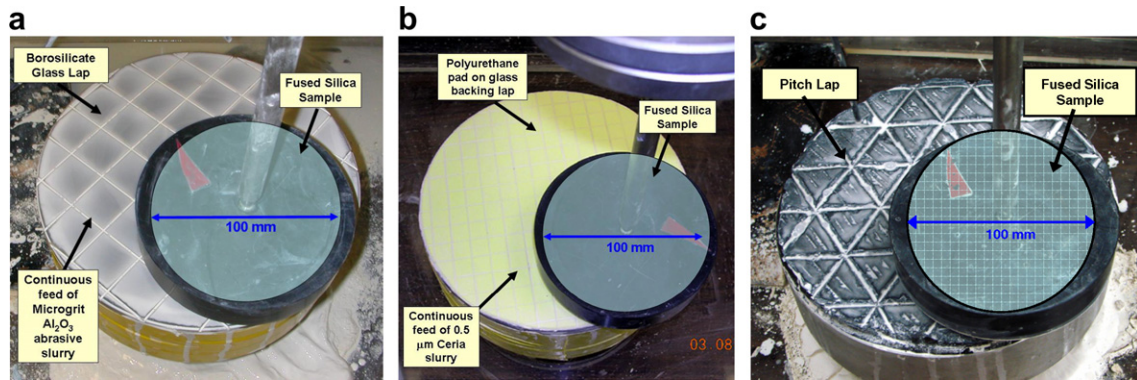 a
Borosilicate
Glass Lap
Fused Silica
Sample
100 mm
Continuous
feed of
Microgrit
Al2O3
abrasive
slurry
b
Polyurethane
pad on glass
backing lap
Fused Silica
Sample
100 mm
Continuous
feed of 0.5
μm Ceria
slurry
03 08
c
Pitch Lap
Fused Silica
Sample
100 mm